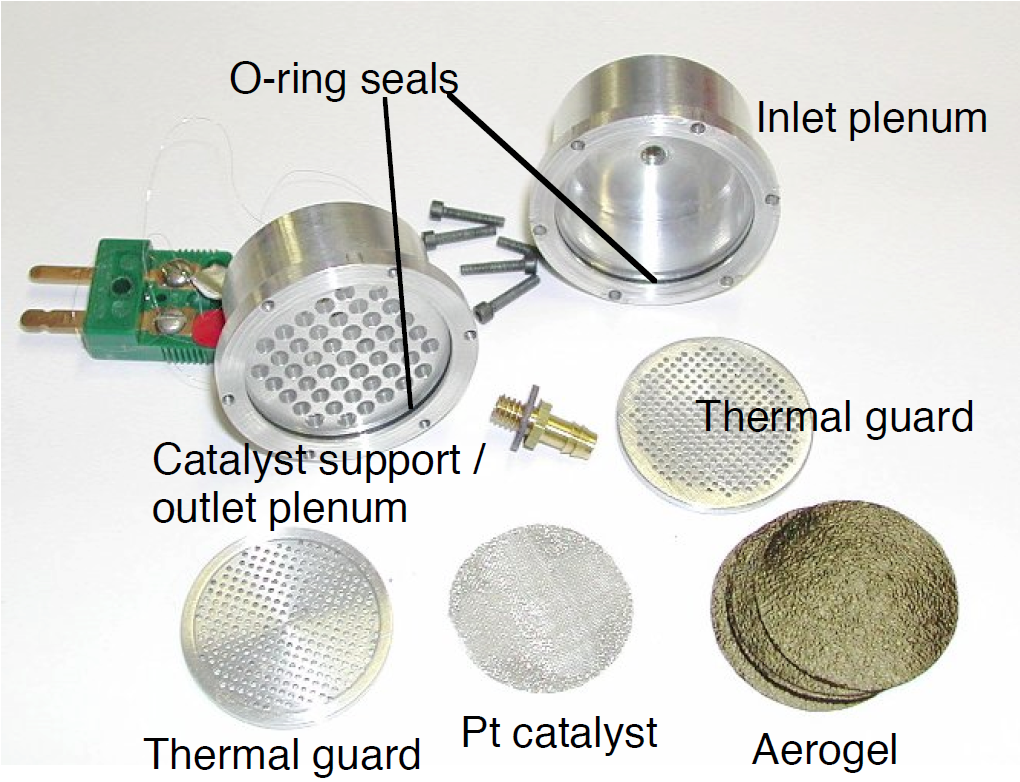 O-ring seals
Inlet plenum
Thermal guard
Catalyst support /
outlet plenum
Thermal guard
Pt catalyst
Aerogel